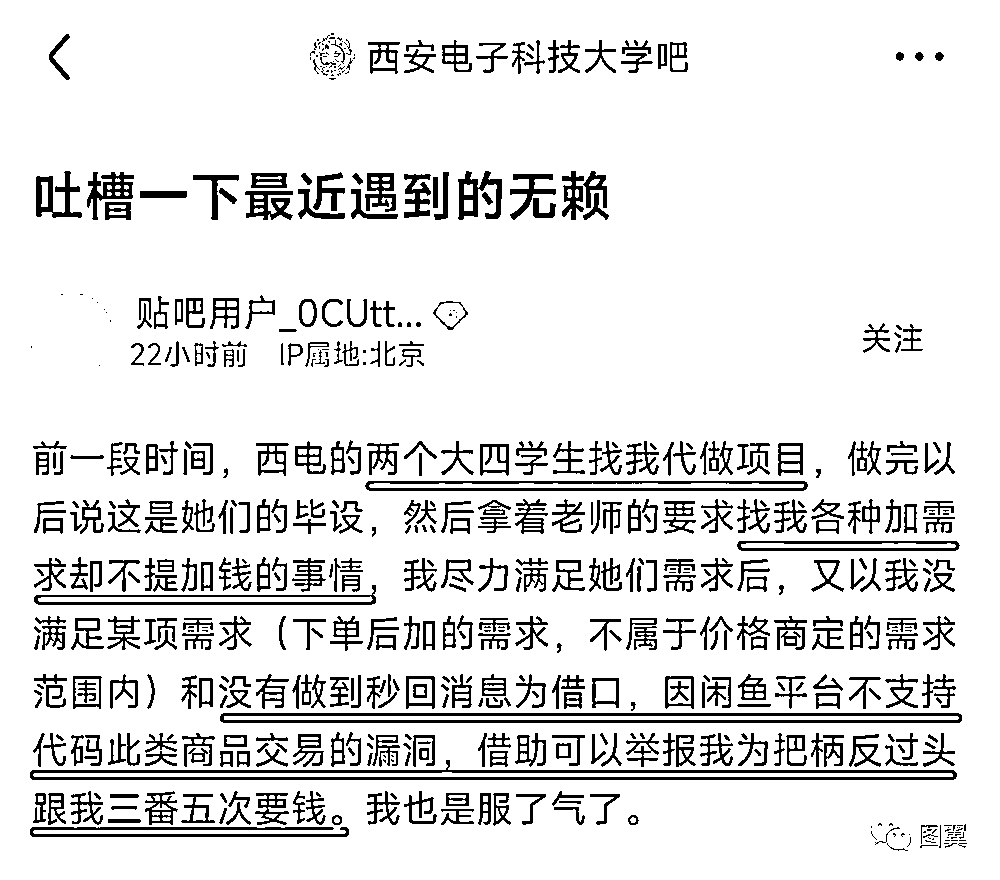 西安电子科技大学吧
吐槽一下最近遇到的无赖
贴吧用户_0CUtt...
22小时前 IP属地:北京
关注
前一段时间，西电的两个大四学生找我代做项目，做完以
后说这是她们的毕设，然后拿着老师的要求找我各种加需
求却不提加钱的事情，我尽力满足她们需求后，又以我没
满足某项需求（下单后加的需求，不属于价格商定的需求
范围内）和没有做到秒回消息为借口，因闲鱼平台不支持
代码此类商品交易的漏洞，借助可以举报我为把柄反过头
跟我三番五次要钱。我也是服了气了。
图翼